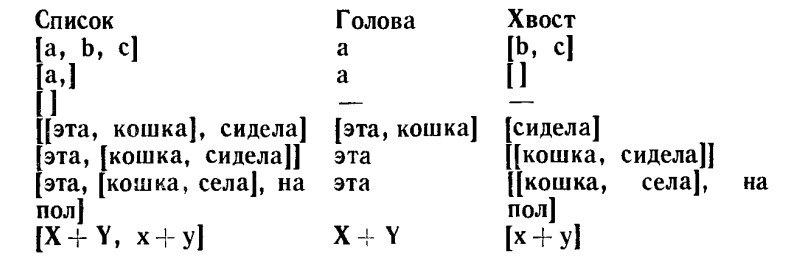 Список Голова Хвост
[a, b, c] a [b, c]
[a,] a []
[] — —
[[эта, кошка], сидела] [эта, кошка] [сидела]
[эта, [кошка, сидела]] эта [[кошка, сидела]]
[эта, [кошка, села], на эта [[кошка, села], на
пол] пол]
[X + Y, x + y] X + Y [x + y]